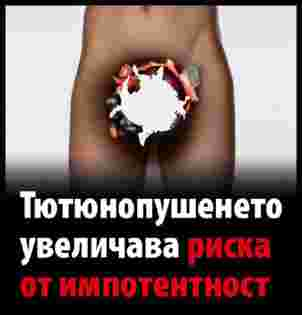 Тютюнопушенето
увеличава риска
от импотентност